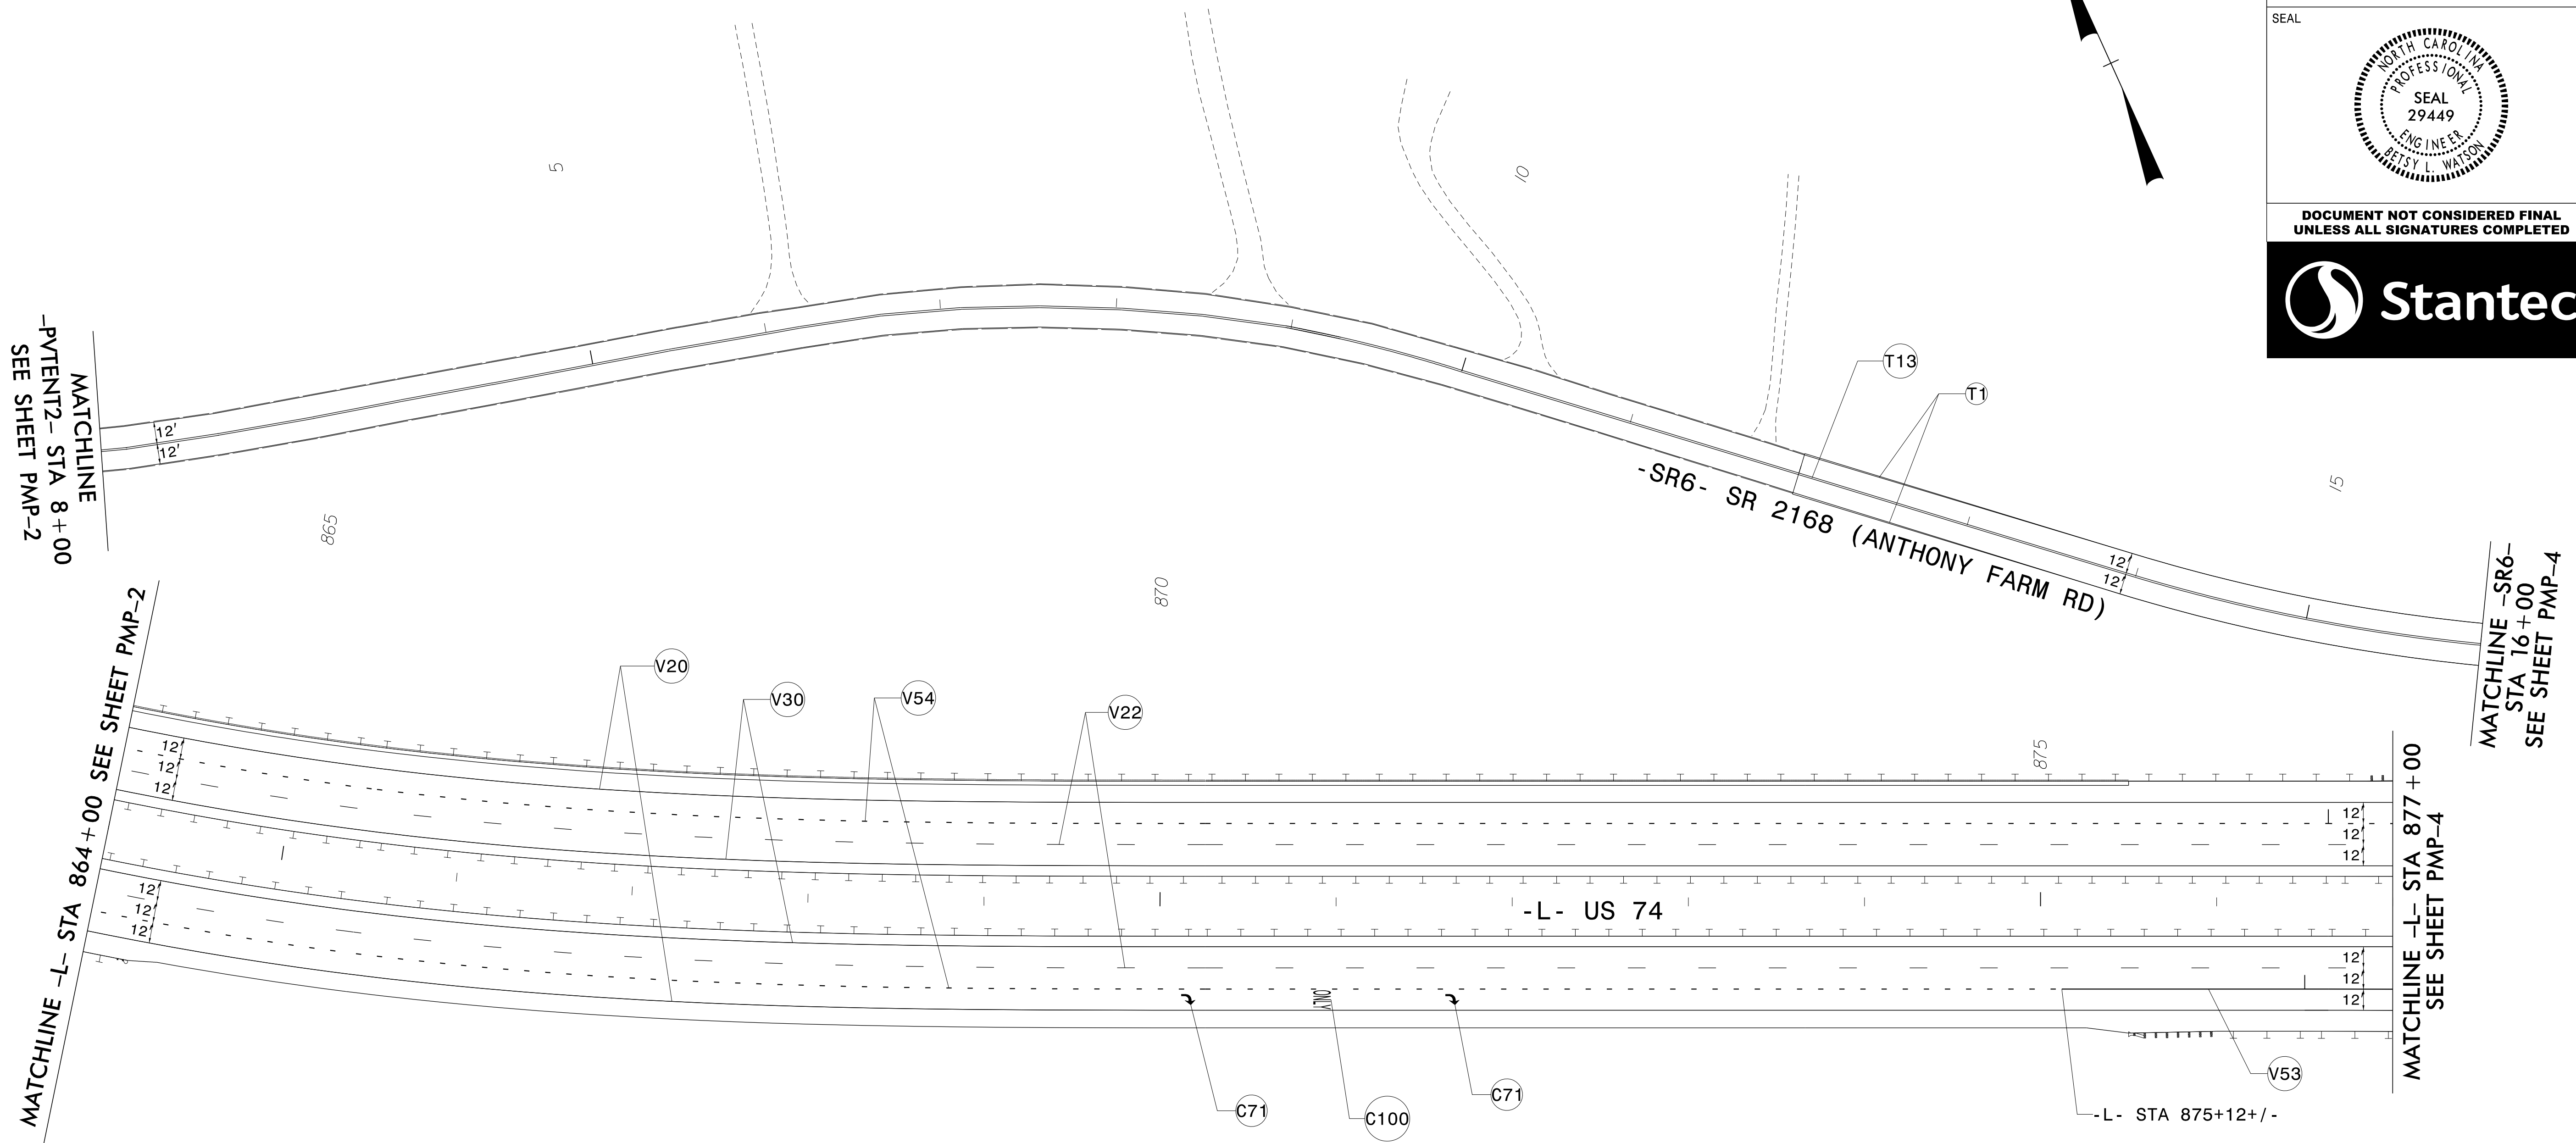 SEAL
NORTH CAROLINA
PROFESSIONAL
SEAL
29449
ENGINEER
BETSY L. WATSON
DOCUMENT NOT CONSIDERED FINAL
UNLESS ALL SIGNATURES COMPLETED
Stantec
5
10
15
T13
T1
MATCHLINE
-PVTENT2- STA 8+00
SEE SHEET PMP-2
12'
12'
-SR6- SR 2168 (ANTHONY FARM RD)
12'
12'
MATCHLINE -SR6-
STA 16+00
SEE SHEET PMP-4
865
870
875
MATCHLINE -L- STA 864+00 SEE SHEET PMP-2
V20
V30
V54
V22
12'
12'
12'
12'
12'
12'
-L- US 74
12'
12'
12'
12'
12'
12'
MATCHLINE -L- STA 877+00
SEE SHEET PMP-4
ONLY
C71
C100
C71
V53
-L- STA 875+12+/-